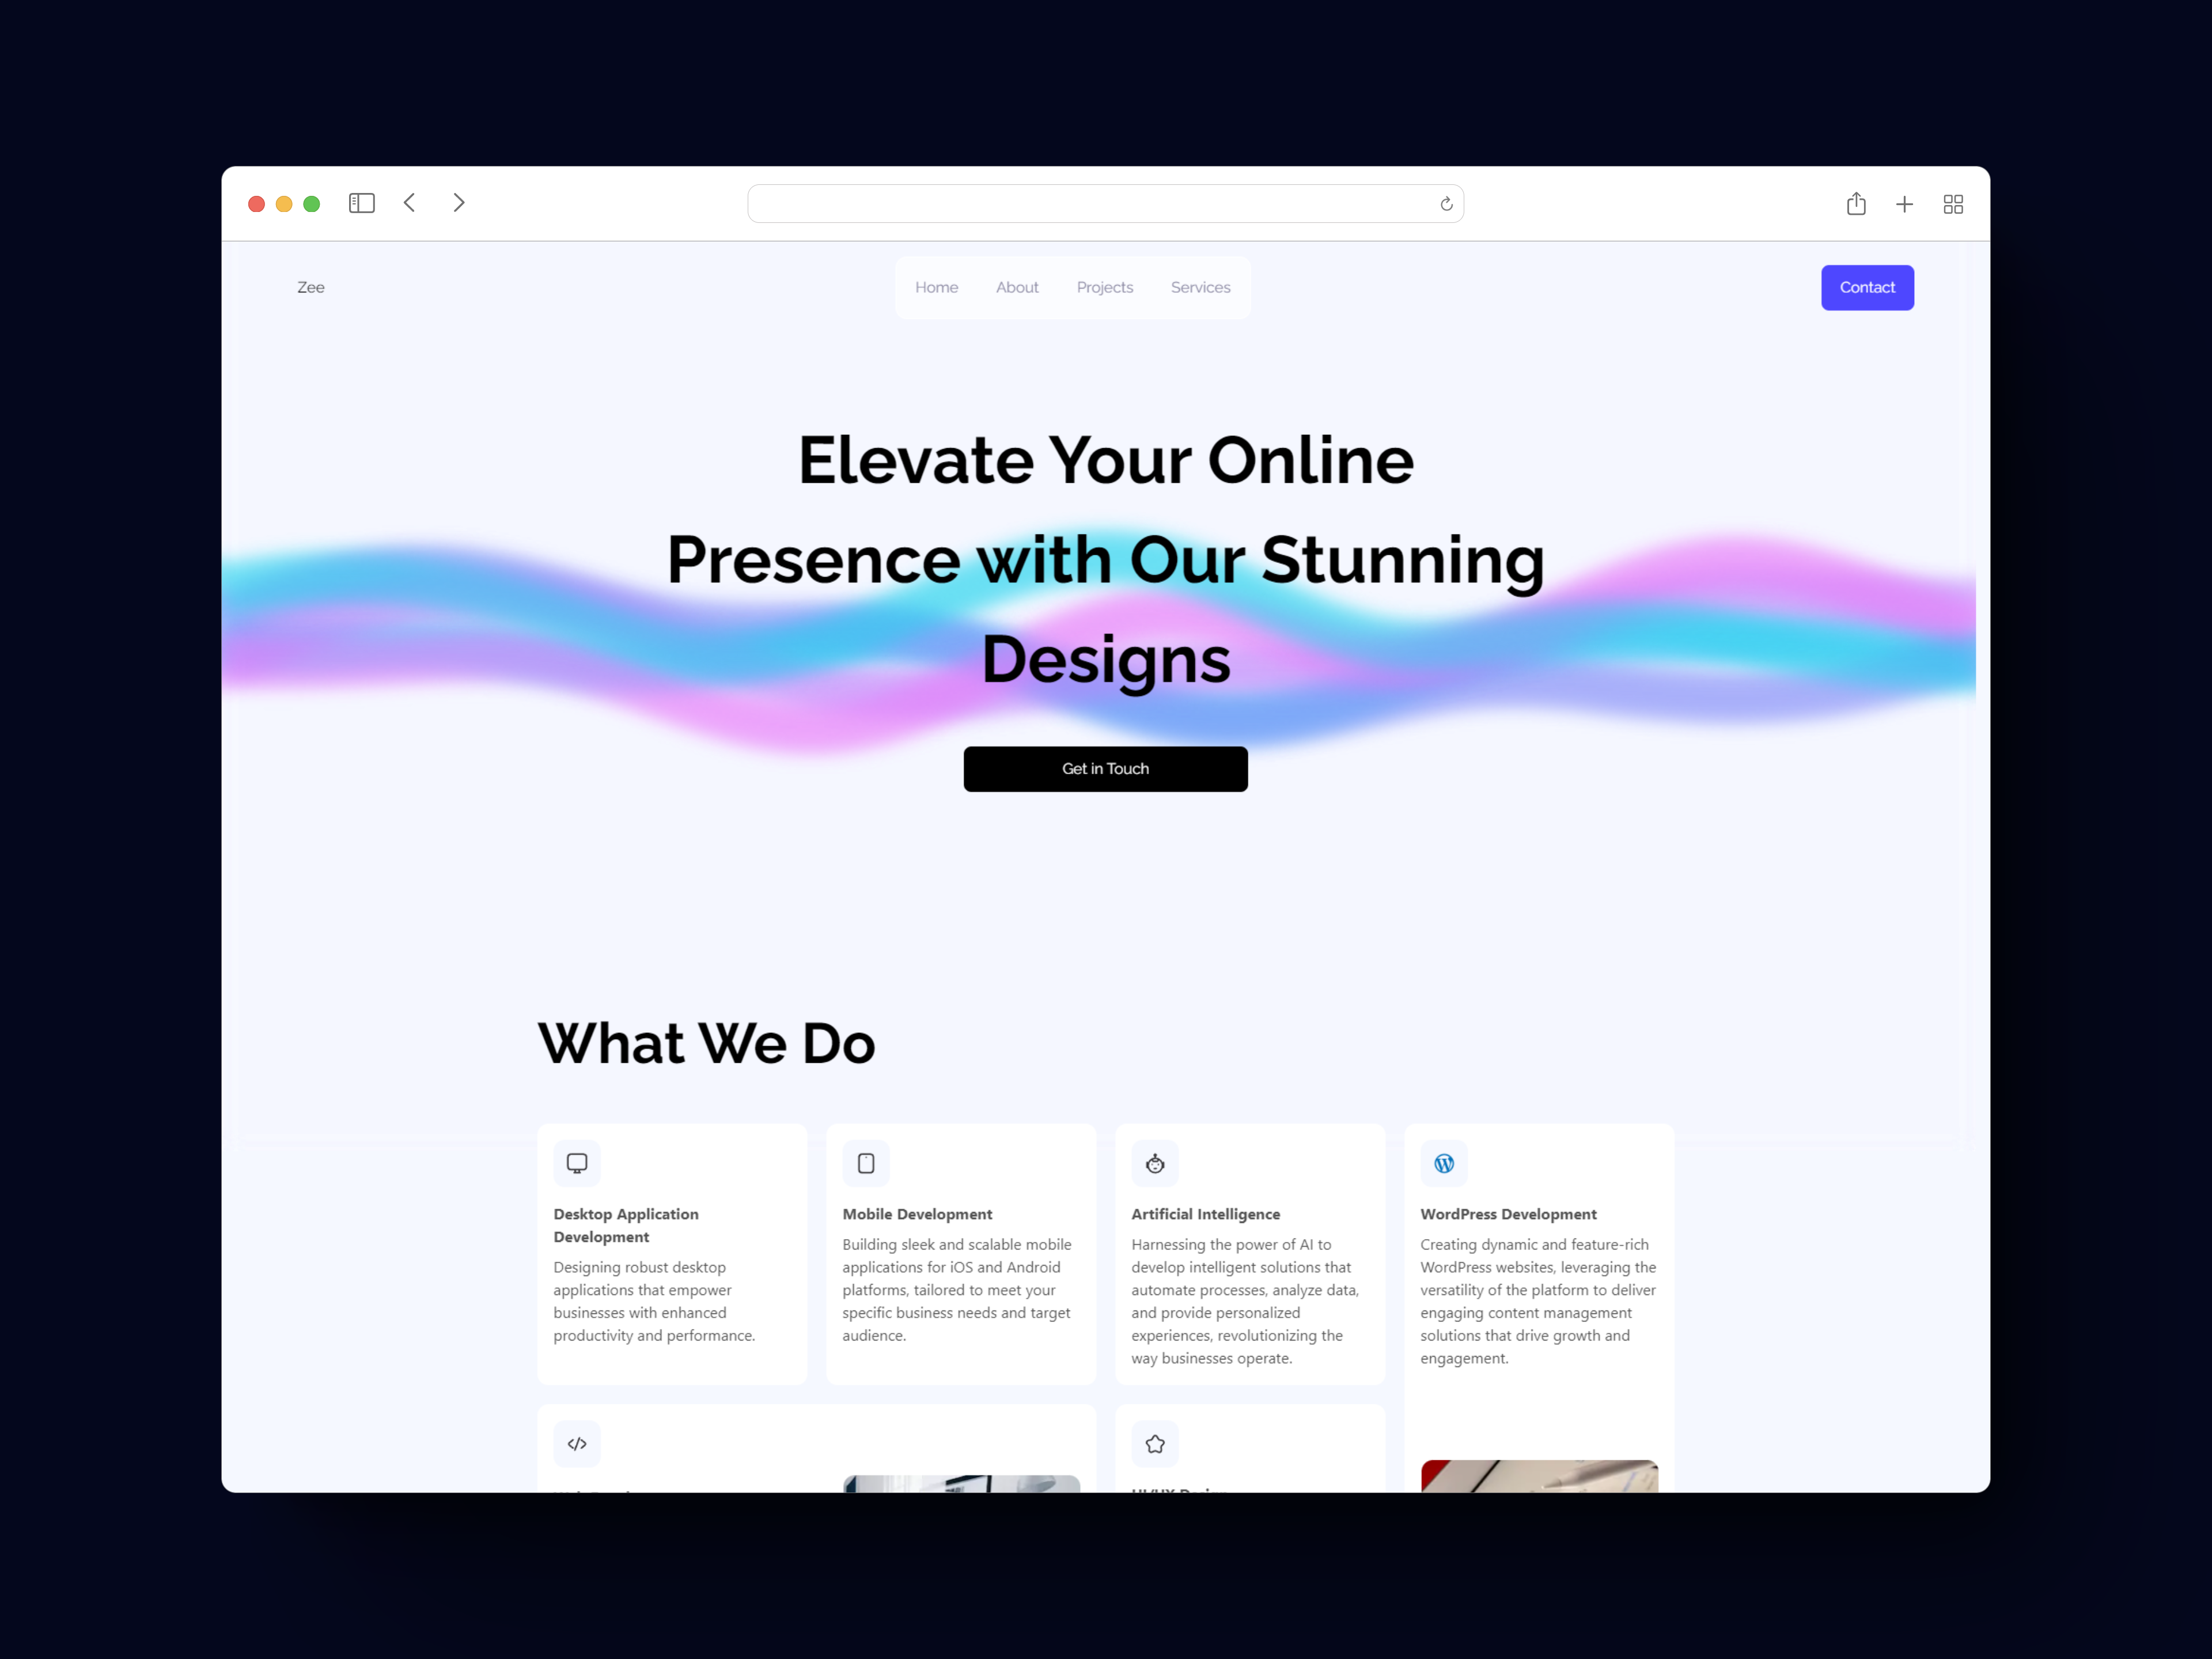 Zee
Home About Projects Services
Contact
Elevate Your Online
Presence with Our Stunning
Designs
Get in Touch
What We Do
Desktop Application
Development
Designing robust desktop
applications that empower
businesses with enhanced
productivity and performance.
Mobile Development
Building sleek and scalable mobile
applications for iOS and Android
platforms, tailored to meet your
specific business needs and target
audience.
Artificial Intelligence
Harnessing the power of AI to
develop intelligent solutions that
automate processes, analyze data,
and provide personalized
experiences, revolutionizing the
way businesses operate.
WordPress Development
Creating dynamic and feature-rich
WordPress websites, leveraging the
versatility of the platform to deliver
engaging content management
solutions that drive growth and
engagement.
UI/UX Design